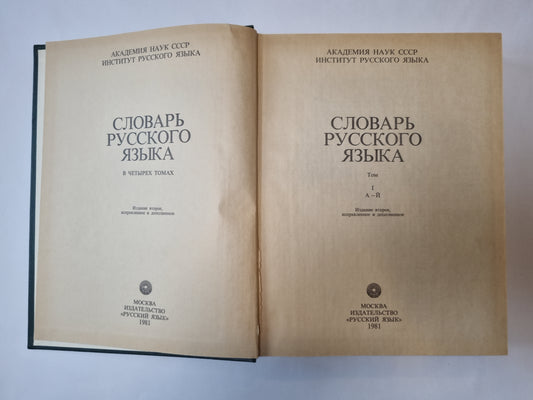 АКАДЕМИЯ НАУК СССР
ИНСТИТУТ РУССКОГО ЯЗЫКА
СЛОВАРЬ
РУССКОГО
ЯЗЫКА
В ЧЕТЫРЕХ ТОМАХ
Издание второе,
исправленное и дополненное
МОСКВА
ИЗДАТЕЛЬСТВО
«РУССКИЙ ЯЗЫК»
1981
АКАДЕМИЯ НАУК СССР
ИНСТИТУТ РУССКОГО ЯЗЫКА
СЛОВАРЬ
РУССКОГО
ЯЗЫКА
Том
I
А—Й
Издание второе,
исправленное и дополненное
МОСКВА
ИЗДАТЕЛЬСТВО
«РУССКИЙ ЯЗЫК»
1981